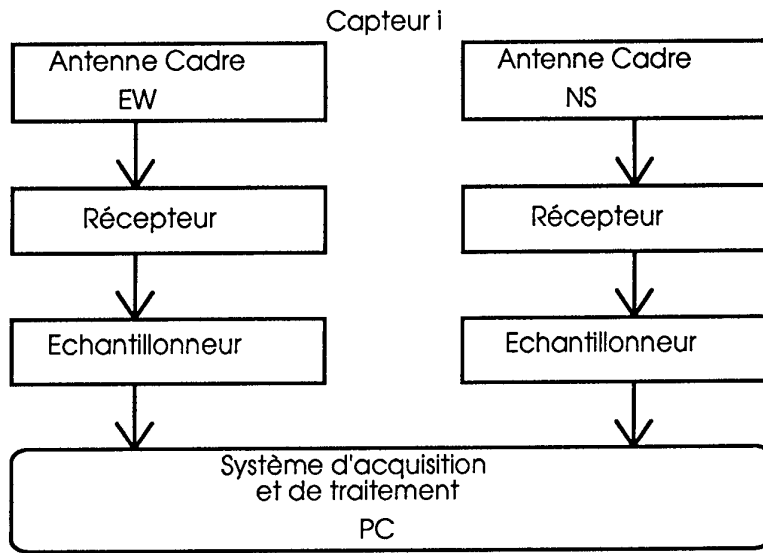 Capteur i
Antenne Cadre
EW
Antenne Cadre
NS
Récepteur
Récepteur
Echantillonneur
Echantillonneur
Système d'acquisition
et de traitement
PC